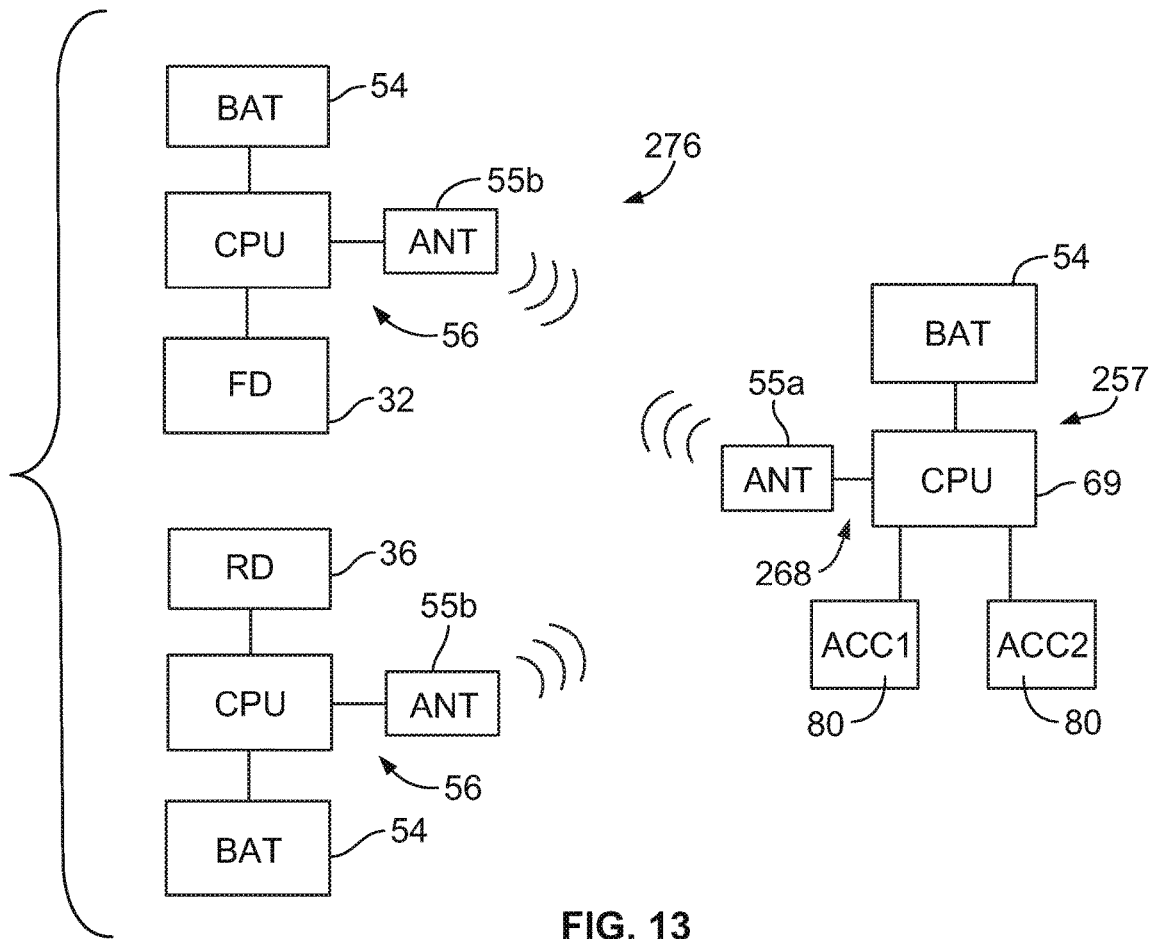 BAT
54
276
55b
CPU
ANT
56
FD
32
54
BAT
257
55a
ANT
CPU
69
268
ACC1
ACC2
80
80
RD
36
55b
CPU
ANT
56
BAT
54
FIG. 13